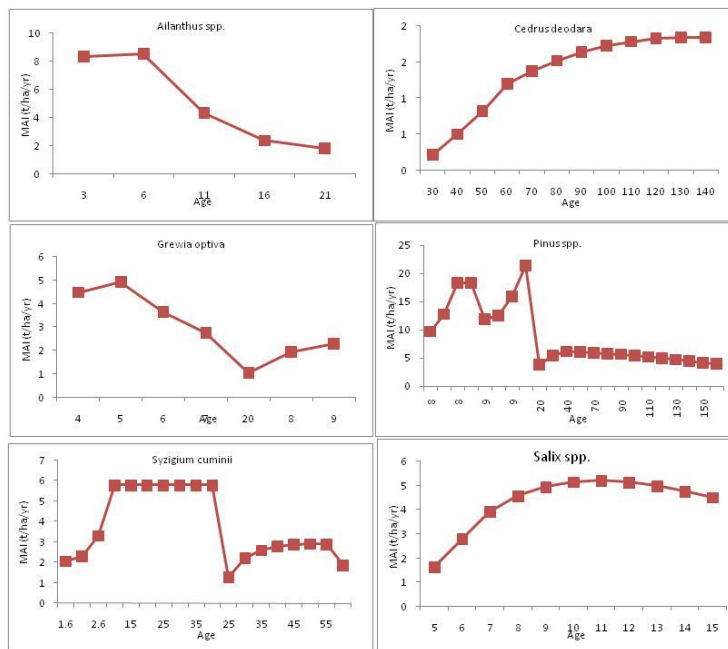 Ailanthus spp.
MAI (t/ha/yr)
10
8
6
4
2
0
3 6 11 16 21
Age
Cedrus deodara
MAI (t/ha/yr)
2
2
1
1
0
30 40 50 60 70 80 90 100 110 120 130 140
Age
Grewia optiva
MAI (t/ha/yr)
6
5
4
3
2
1
0
4 5 6 7 20 8 9
Age
Pinus spp.
MAI (t/ha/yr)
25
20
15
10
5
0
8 8 9 9 20 40 70 90 110 130 150
Age
Syzigium cuminii
MAI (t/ha/yr)
7
6
5
4
3
2
1
0
1.6 2.6 15 25 35 25 35 45 55
Age
Salix spp.
MAI (t/ha/yr)
6
5
4
3
2
1
0
5 6 7 8 9 10 11 12 13 14 15
Age